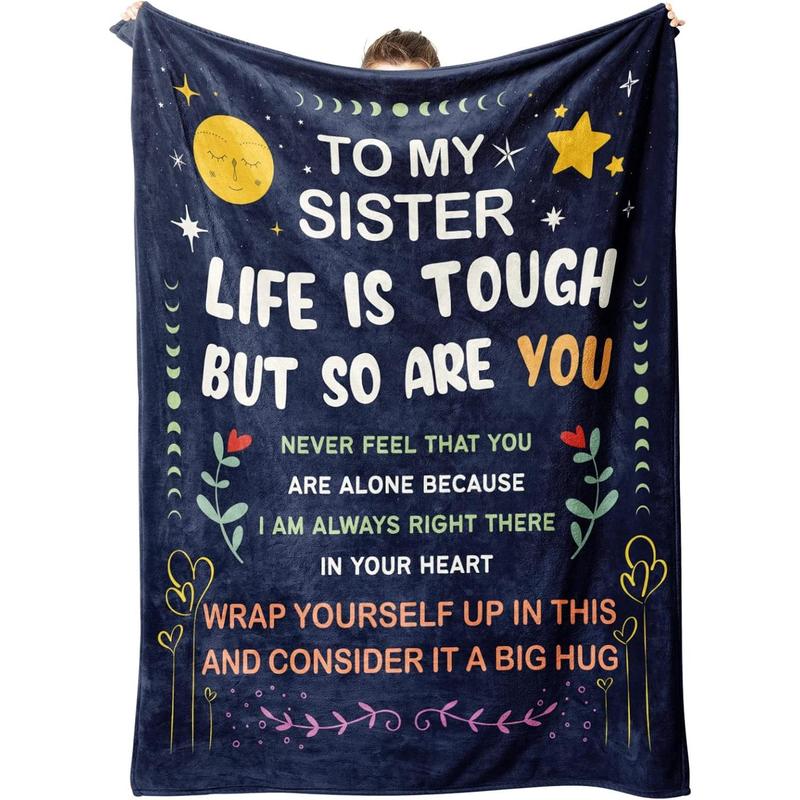 TO MY
SISTER
LIFE IS TOUGH
BUT SO ARE YOU
NEVER FEEL THAT YOU
ARE ALONE BECAUSE
I AM ALWAYS RIGHT THERE
IN YOUR HEART
WRAP YOURSELF UP IN THIS
AND CONSIDER IT A BIG HUG